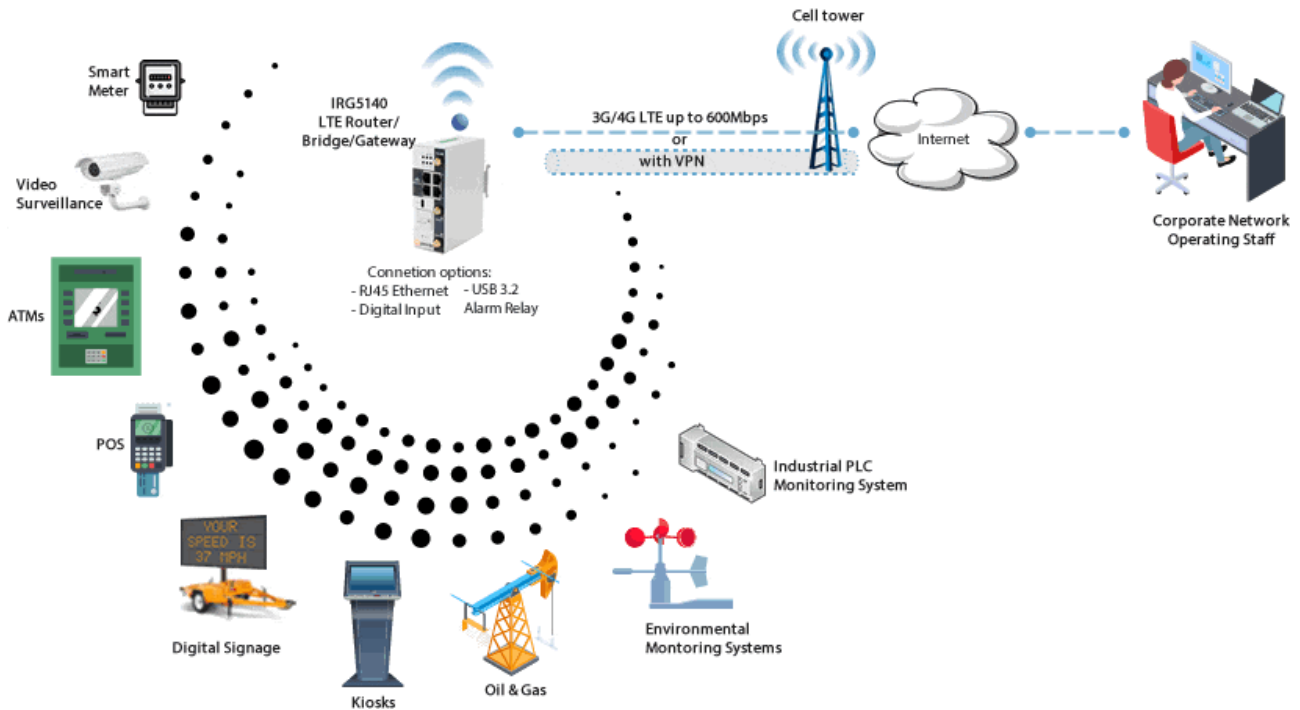 Cell tower
Smart
Meter
IRG5140
LTE Router/
Bridge/Gateway
3G/4G LTE up to 600Mbps
or
with VPN
Internet
Video
Surveillance
Corporate Network
Operating Staff
Connetion options:
- RJ45 Ethernet - USB 3.2
- Digital Input Alarm Relay
ATMs
POS
Industrial PLC
Monitoring System
YOUR
SPEED IS
37 MPH
Digital Signage
Environmental
Montoring Systems
Oil & Gas
Kiosks